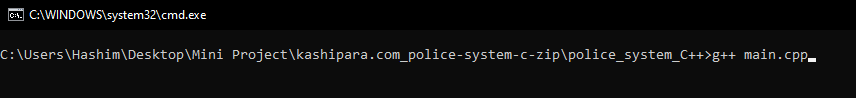 C:\WINDOWS\system32\cmd.exe
C:\Users\Hashim\Desktop\Mini Project\kashipara.com_police-system-c-zip\police_system_C++>g++ main.cpp